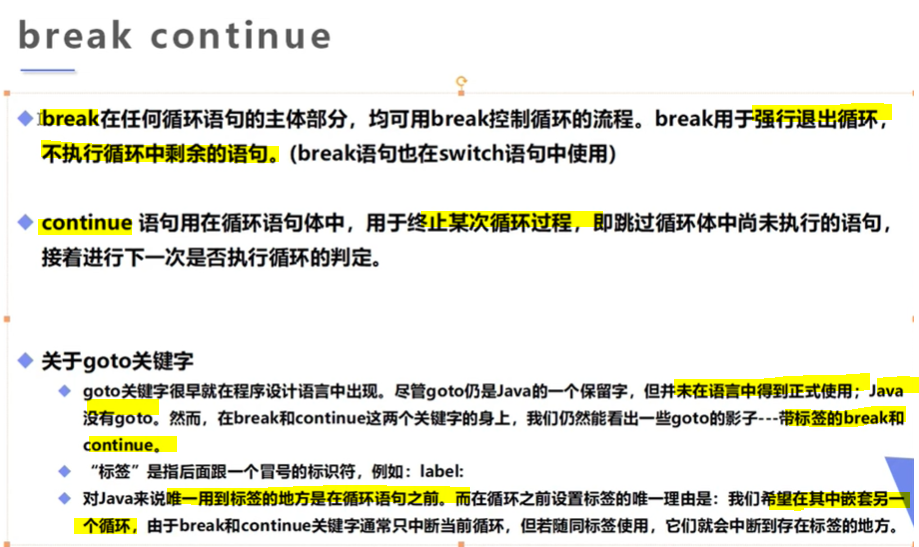 break continue
break在任何循环语句的主体部分，均可用break控制循环的流程。break用于强行退出循环，
不执行循环中剩余的语句。(break语句也在switch语句中使用)
continue 语句用在循环语句体中，用于终止某次循环过程，即跳过循环体中尚未执行的语句，
接着进行下一次是否执行循环的判定。
关于goto关键字
goto关键字很早就在程序设计语言中出现。尽管goto仍是Java的一个保留字，但并未在语言中得到正式使用；Java
没有goto。然而，在break和continue这两个关键字的身上，我们仍然能看出一些goto的影子---带标签的break和
continue。
“标签”是指后面跟一个冒号的标识符，例如：label:
对Java来说唯一用到标签的地方是在循环语句之前。而在循环之前设置标签的唯一理由是：我们希望在其中嵌套另一
个循环，由于break和continue关键字通常只中断当前循环，但若随同标签使用，它们就会中断到存在标签的地方。